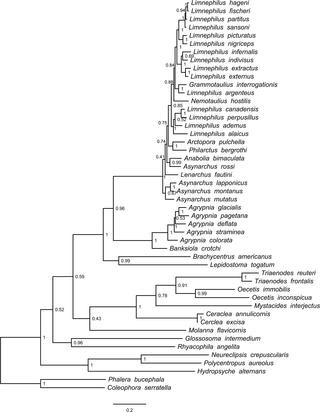 Limnephilus hageni
Limnephilus fischeri
Limnephilus partitus
Limnephilus sansoni
Limnephilus picturatus
Limnephilus nigriceps
Limnephilus infernalis
Limnephilus indivisus
Limnephilus extractus
Limnephilus externus
Grammotaulius interrogationis
Limnephilus argenteus
Nemotaulius hostilis
Limnephilus canadensis
Limnephilus perpusillus
Limnephilus ademus
Limnephilus alaicus
Arctopora pulchella
Philarctus bergrothi
Anabolia bimaculata
Asynarchus rossi
Lenarchus fautini
Asynarchus lapponicus
Asynarchus montanus
Asynarchus mutatus
Agrypnia glacialis
Agrypnia pagetana
Agrypnia deflata
Agrypnia straminea
Agrypnia colorata
Banksiola crotchi
Brachycentrus americanus
Lepidostoma togatum
Triaenodes reuteri
Triaenodes frontalis
Oecetis immobilis
Oecetis inconspicua
Mystacides interjectus
Ceraclea annulicornis
Cerclea excisa
Molanna flavicornis
Glossosoma intermedium
Rhyacophila angelita
Neureclipsis crepuscularis
Polycentropus aureolus
Hydropsyche alternans
Phalera bucephala
Coleophora serratella
0.75
0.74
0.41
0.99
0.96
0.99
0.59
0.91
0.99
0.78
0.43
0.52
0.96
0.2